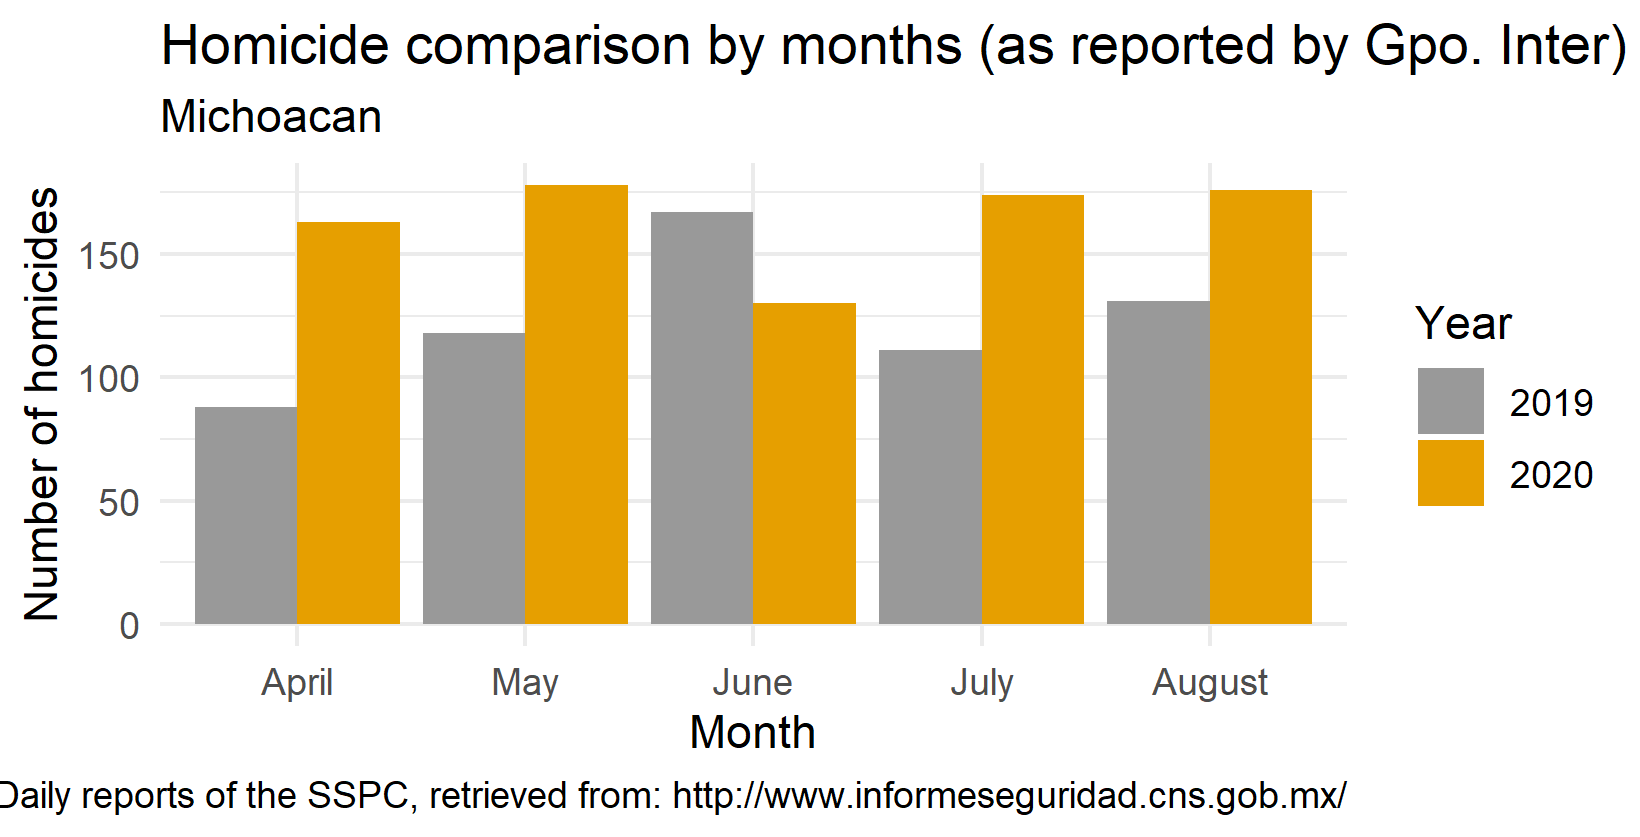 Homicide comparison by months (as reported by Gpo. Inter)
Michoacan
Number of homicides
150
100
50
0
April
May
June
July
August
Month
Year
2019
2020
Daily reports of the SSPC, retrieved from: http://www.informeseguridad.cns.gob.mx/